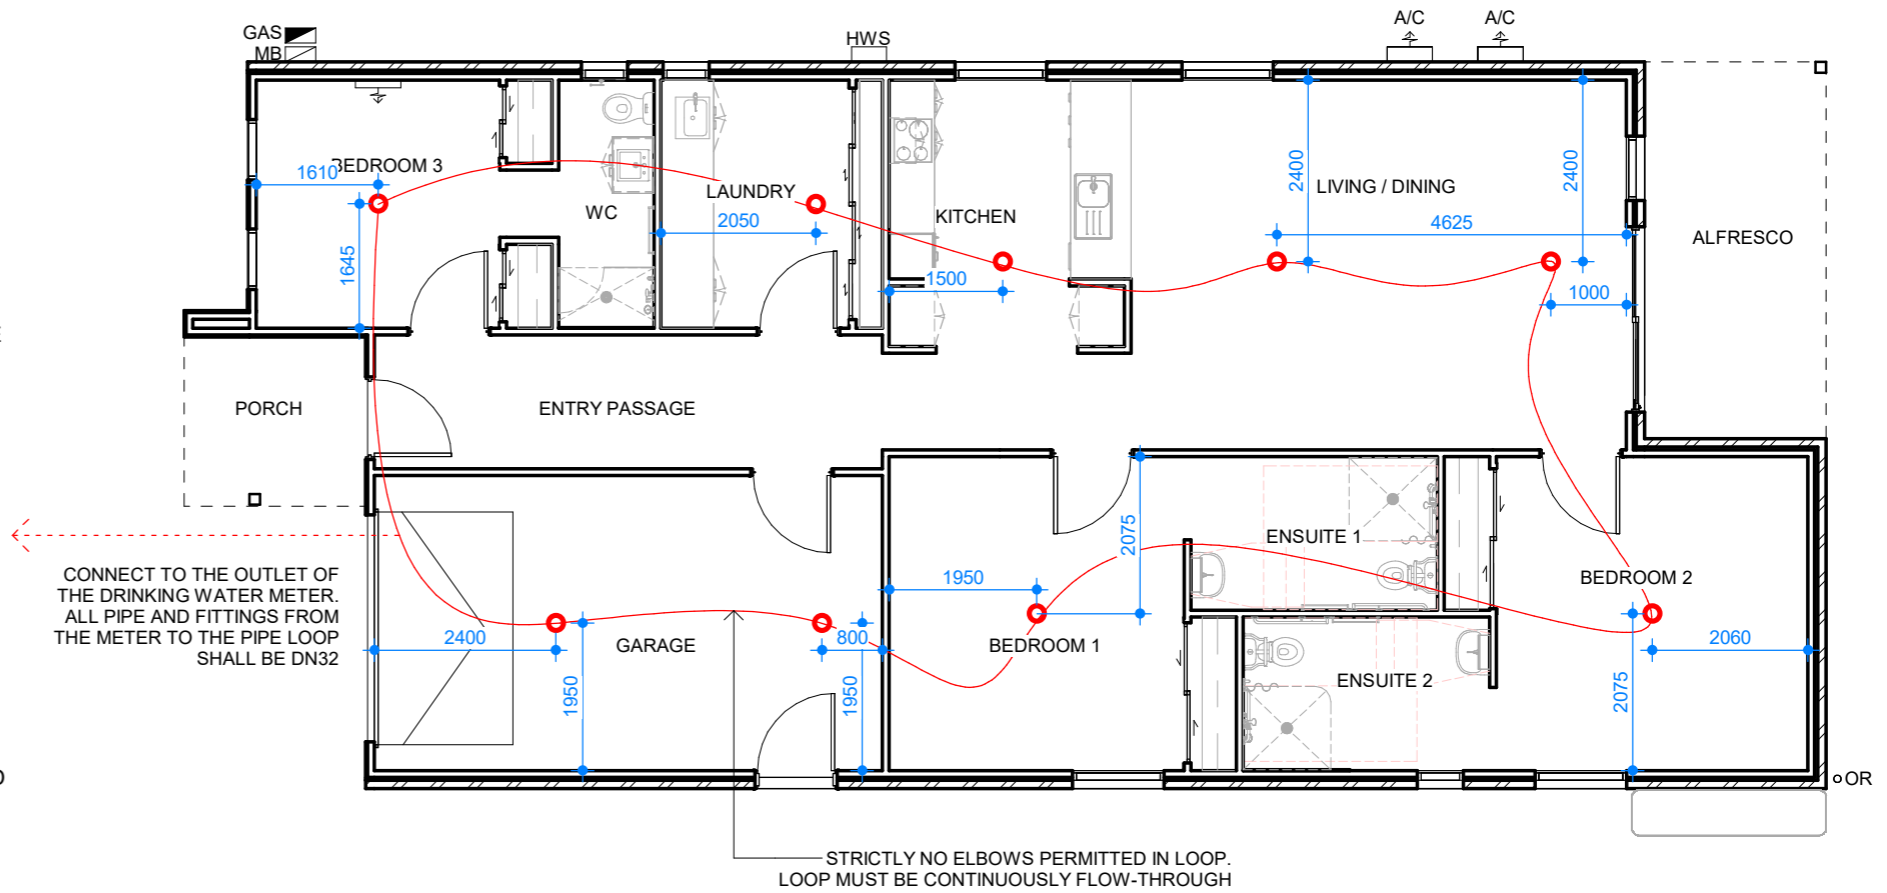 GAS
MB
HWS
A/C
A/C
BEDROOM 3
1610
1645
WC
LAUNDRY
2050
KITCHEN
1500
2400
LIVING / DINING
2400
4625
1000
ALFRESCO
PORCH
ENTRY PASSAGE
CONNECT TO THE OUTLET OF
THE DRINKING WATER METER.
ALL PIPE AND FITTINGS FROM
THE METER TO THE PIPE LOOP
SHALL BE DN32
2400
GARAGE
1950
800
1950
1950
2075
BEDROOM 1
ENSUITE 1
ENSUITE 2
BEDROOM 2
2060
2075
OR
STRICTLY NO ELBOWS PERMITTED IN LOOP.
LOOP MUST BE CONTINUOUSLY FLOW-THROUGH